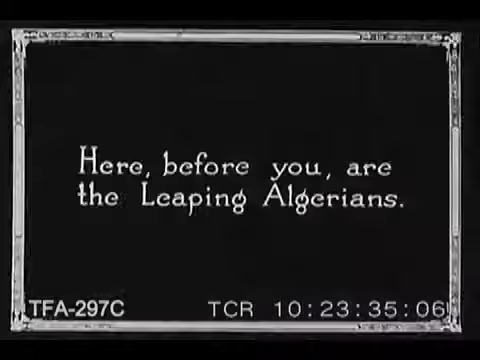 Here, before you, are
the Leaping Algerians.
TFA-297C TCR 10:23:35:06